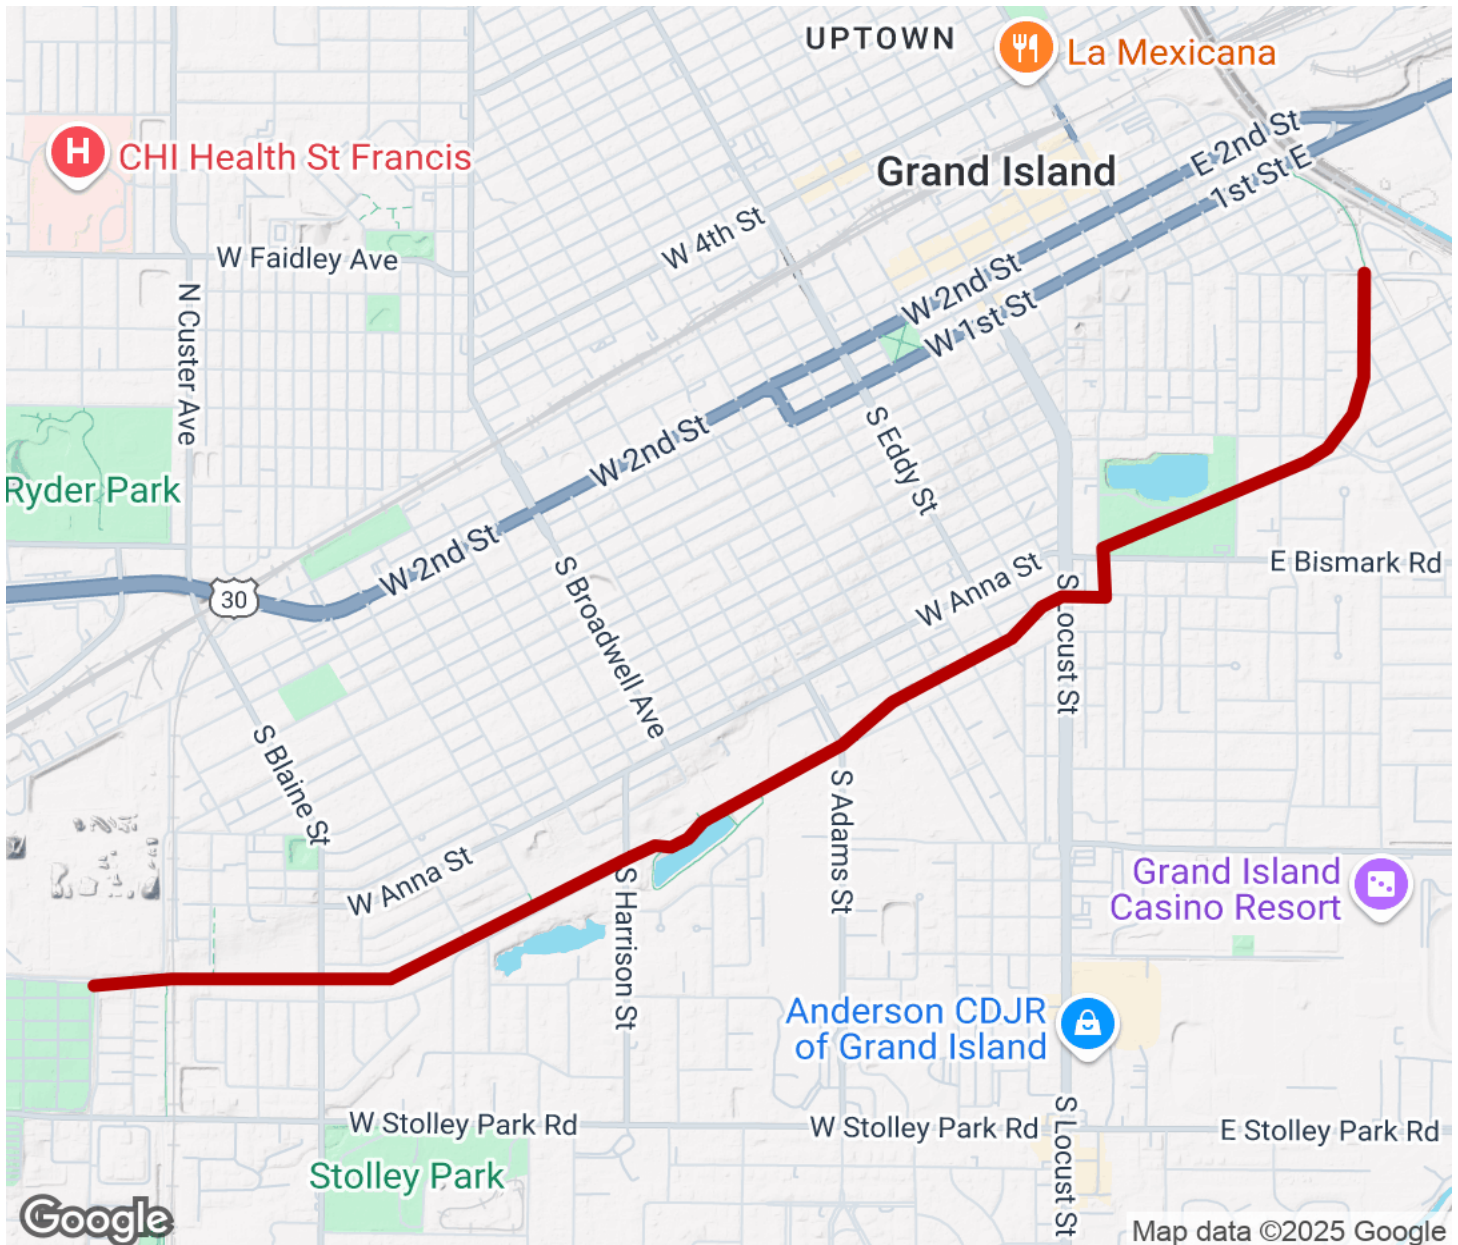 UPTOWN
La Mexicana
CHI Health St Francis
Grand Island
E 2nd St
1st St E
W 4th St
W Faidley Ave
N Custer Ave
W 2nd St
W 1st St
W 2nd St
S Eddy St
Ryder Park
W 2nd St
30
S Broadwell Ave
W Anna St
S Locust St
E Bismark Rd
S Blaine St
S Adams St
W Anna St
S Harrison St
Grand Island
Casino Resort
Anderson CDJR
of Grand Island
W Stolley Park Rd
W Stolley Park Rd
S Locust St
E Stolley Park Rd
Stolley Park
Google
Map data ©2025 Google